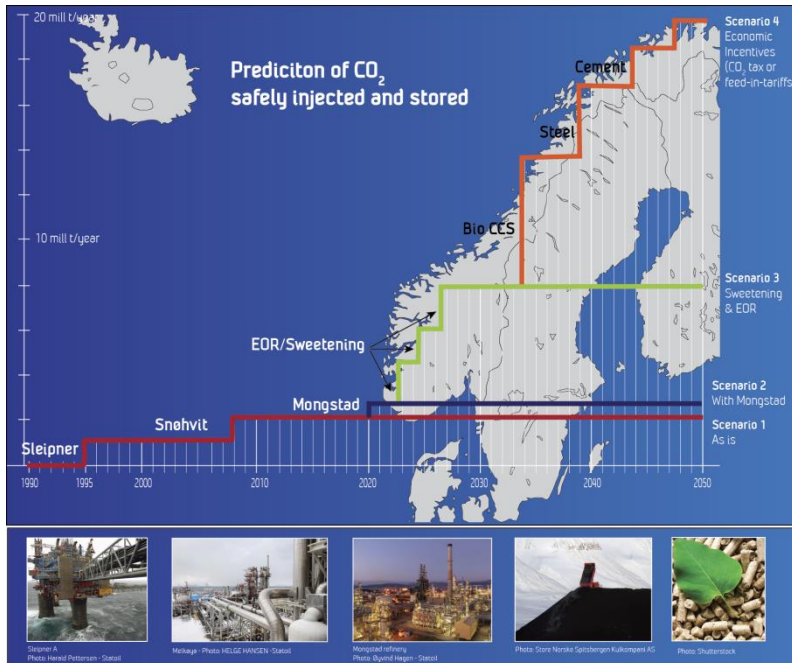 20 mill t/year
Prediciton of CO₂
safely injected and stored
Scenario 4
Economic
Incentives
(CO₂ tax or
feed-in-tariffs
Cement
Steel
10 mill t/year
Bio CCS
Scenario 3
Sweetening
& EOR
EOR/Sweetening
Scenario 2
With Mongstad
Mongstad
Scenario 1
As is
Snøhvit
Sleipner
1990 1995 2000 2010 2020 2030 2040 2050
Sleipner A
Photo: Harald Pettersen - Statoil
Melkøya - Photo: HELGE HANSEN - Statoil
Mongstad refinery
Photo: Øyvind Hagen - Statoil
Photo: Store Norske Spitsbergen Kulkompani AS
Photo: Shutterstock